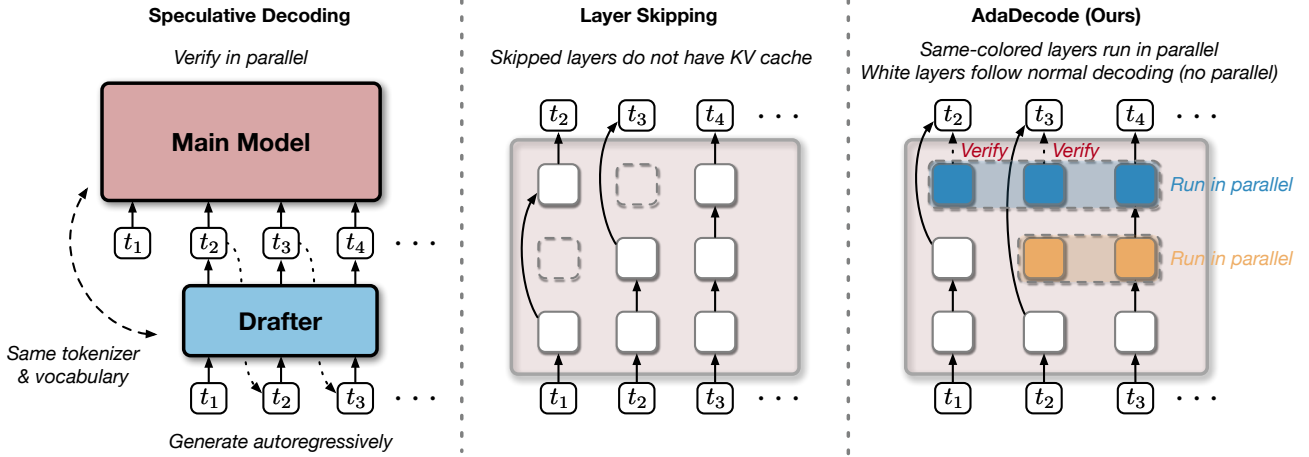 Speculative Decoding
Verify in parallel
Main Model
t1 t2 t3 t4 · · ·
Drafter
Same tokenizer
& vocabulary
t1 t2 t3 · · ·
Generate autoregressively
Layer Skipping
Skipped layers do not have KV cache
t2 t3 t4 · · ·
t1 t2 t3 · · ·
AdaDecode (Ours)
Same-colored layers run in parallel
White layers follow normal decoding (no parallel)
t2 t3 t4 · · ·
Verify Verify
Run in parallel
Run in parallel
t1 t2 t3 · · ·